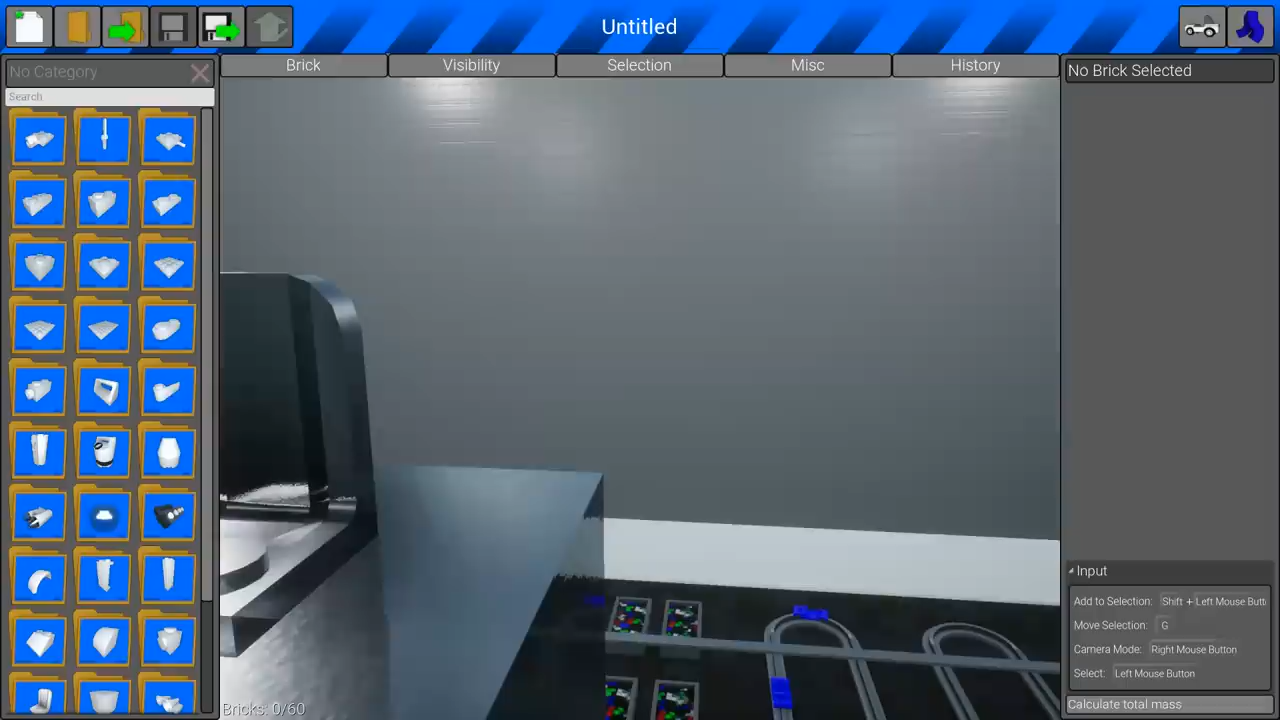 Untitled
No Category
Search
Brick
Visibility
Selection
Misc
History
No Brick Selected
Input
Add to Selection: Shift + Left Mouse Butt
Move Selection: G
Camera Mode: Right Mouse Button
Select: Left Mouse Button
Calculate total mass
Bricks: 0/60